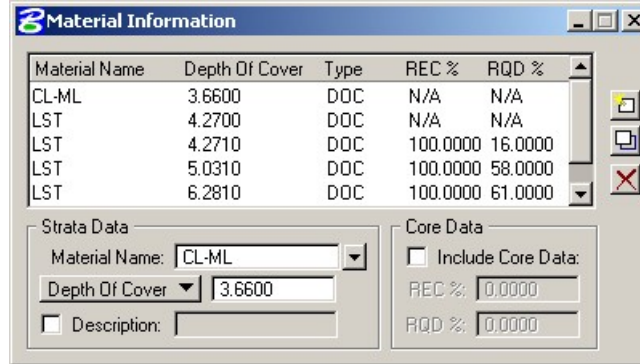 Material Information
Material Name Depth Of Cover Type REC % RQD %
CL-ML 3.6600 DOC N/A N/A
LST 4.2700 DOC N/A N/A
LST 4.2710 DOC 100.0000 16.0000
LST 5.0310 DOC 100.0000 58.0000
LST 6.2810 DOC 100.0000 61.0000
Strata Data
Material Name: CL-ML
Depth Of Cover 3.6600
Description:
Core Data
Include Core Data:
REC %: 0.0000
RQD %: 0.0000